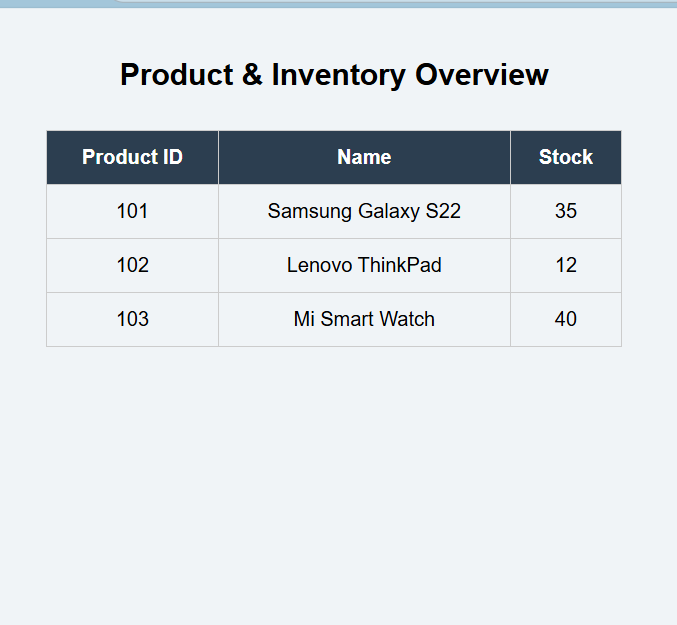 Product & Inventory Overview
Product ID Name Stock
101 Samsung Galaxy S22 35
102 Lenovo ThinkPad 12
103 Mi Smart Watch 40